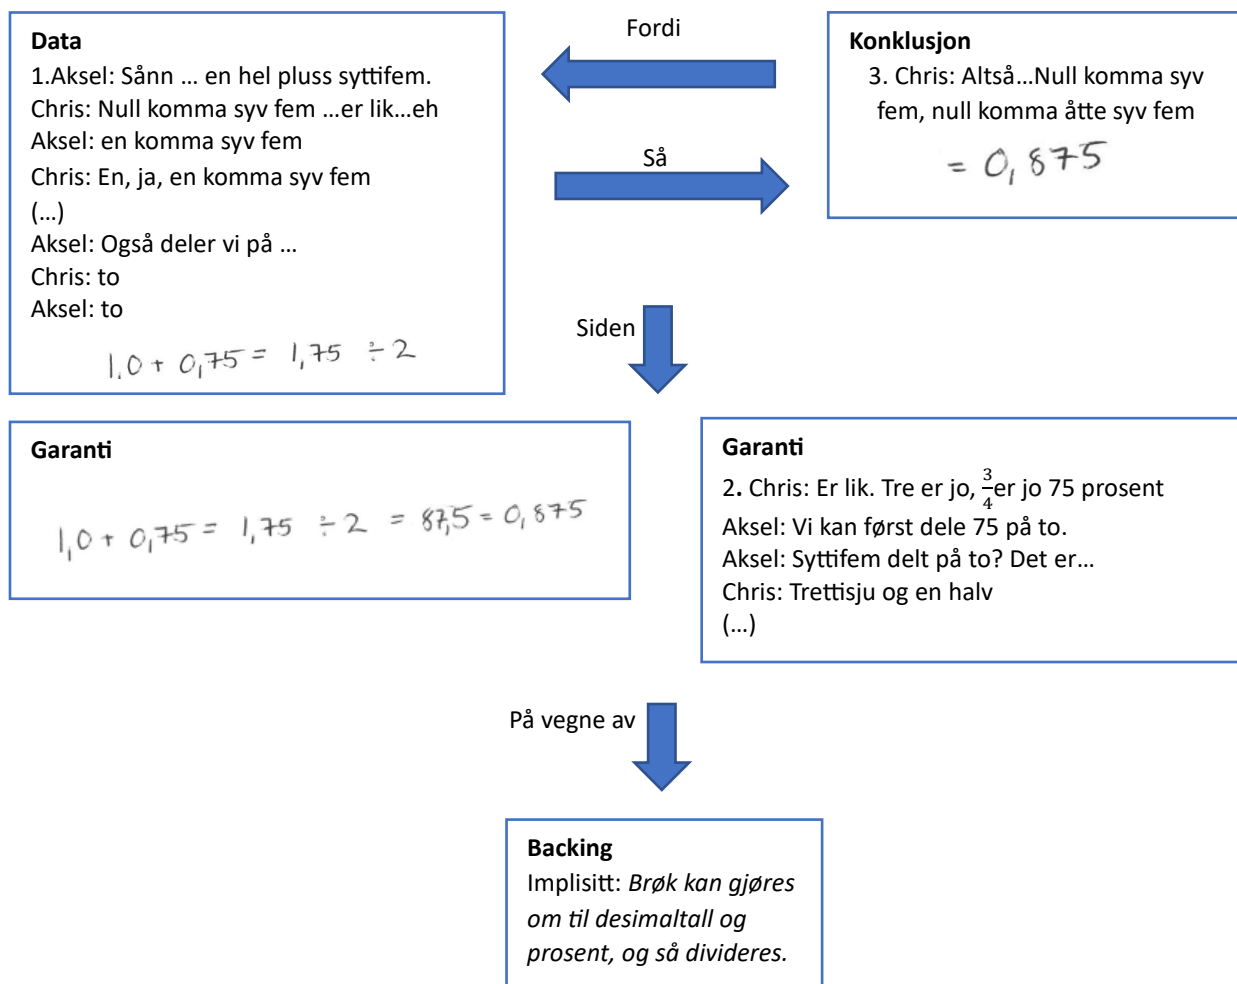 Data
1.Aksel: Sånn ... en hel pluss syttifem.
Chris: Null komma syv fem ...er lik...eh
Aksel: en komma syv fem
Chris: En, ja, en komma syv fem
(...)
Aksel: Også deler vi på ...
Chris: to
Aksel: to
1,0 + 0,75 = 1,75 ÷ 2
Fordi
Så
Konklusjon
3. Chris: Altså...Null komma syv
fem, null komma åtte syv fem
= 0,875
Siden
Garanti
1,0 + 0,75 = 1,75 ÷ 2 = 87,5 = 0,875
Garanti
2. Chris: Er lik. Tre er jo, 3/4 er jo 75 prosent
Aksel: Vi kan først dele 75 på to.
Aksel: Syttifem delt på to? Det er...
Chris: Trettisju og en halv
(...)
På vegne av
Backing
Implisitt: Brøk kan gjøres
om til desimaltall og
prosent, og så divideres.